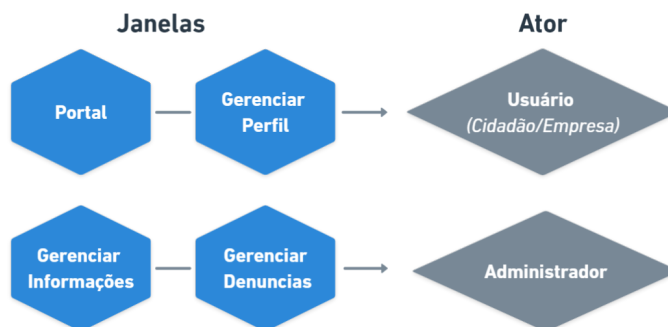 Janelas
Ator
Portal
Gerenciar
Perfil
Usuário
(Cidadão/Empresa)
Gerenciar
Informações
Gerenciar
Denuncias
Administrador